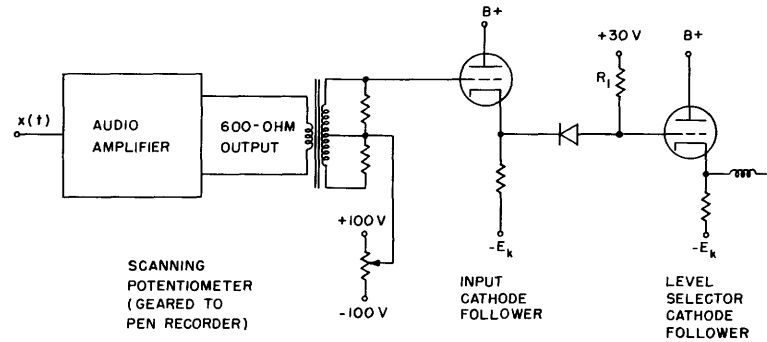 x(t)
AUDIO
AMPLIFIER
600-OHM
OUTPUT
B+
+30 V
R1
B+
+100 V
-100 V
-Ek
-Ek
SCANNING
POTENTIOMETER
(GEARED TO
PEN RECORDER)
INPUT
CATHODE
FOLLOWER
LEVEL
SELECTOR
CATHODE
FOLLOWER